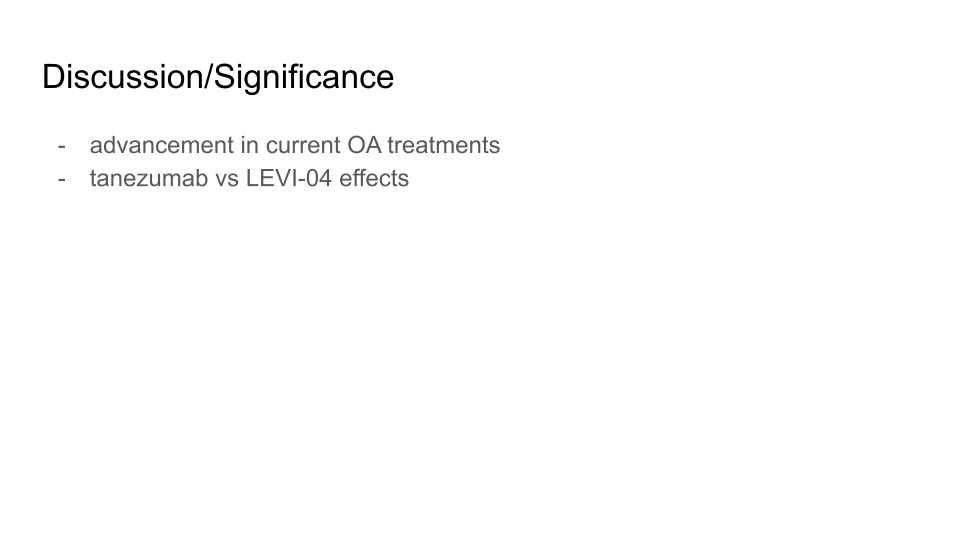 Discussion/Significance
- advancement in current OA treatments
- tanezumab vs LEVI-04 effects